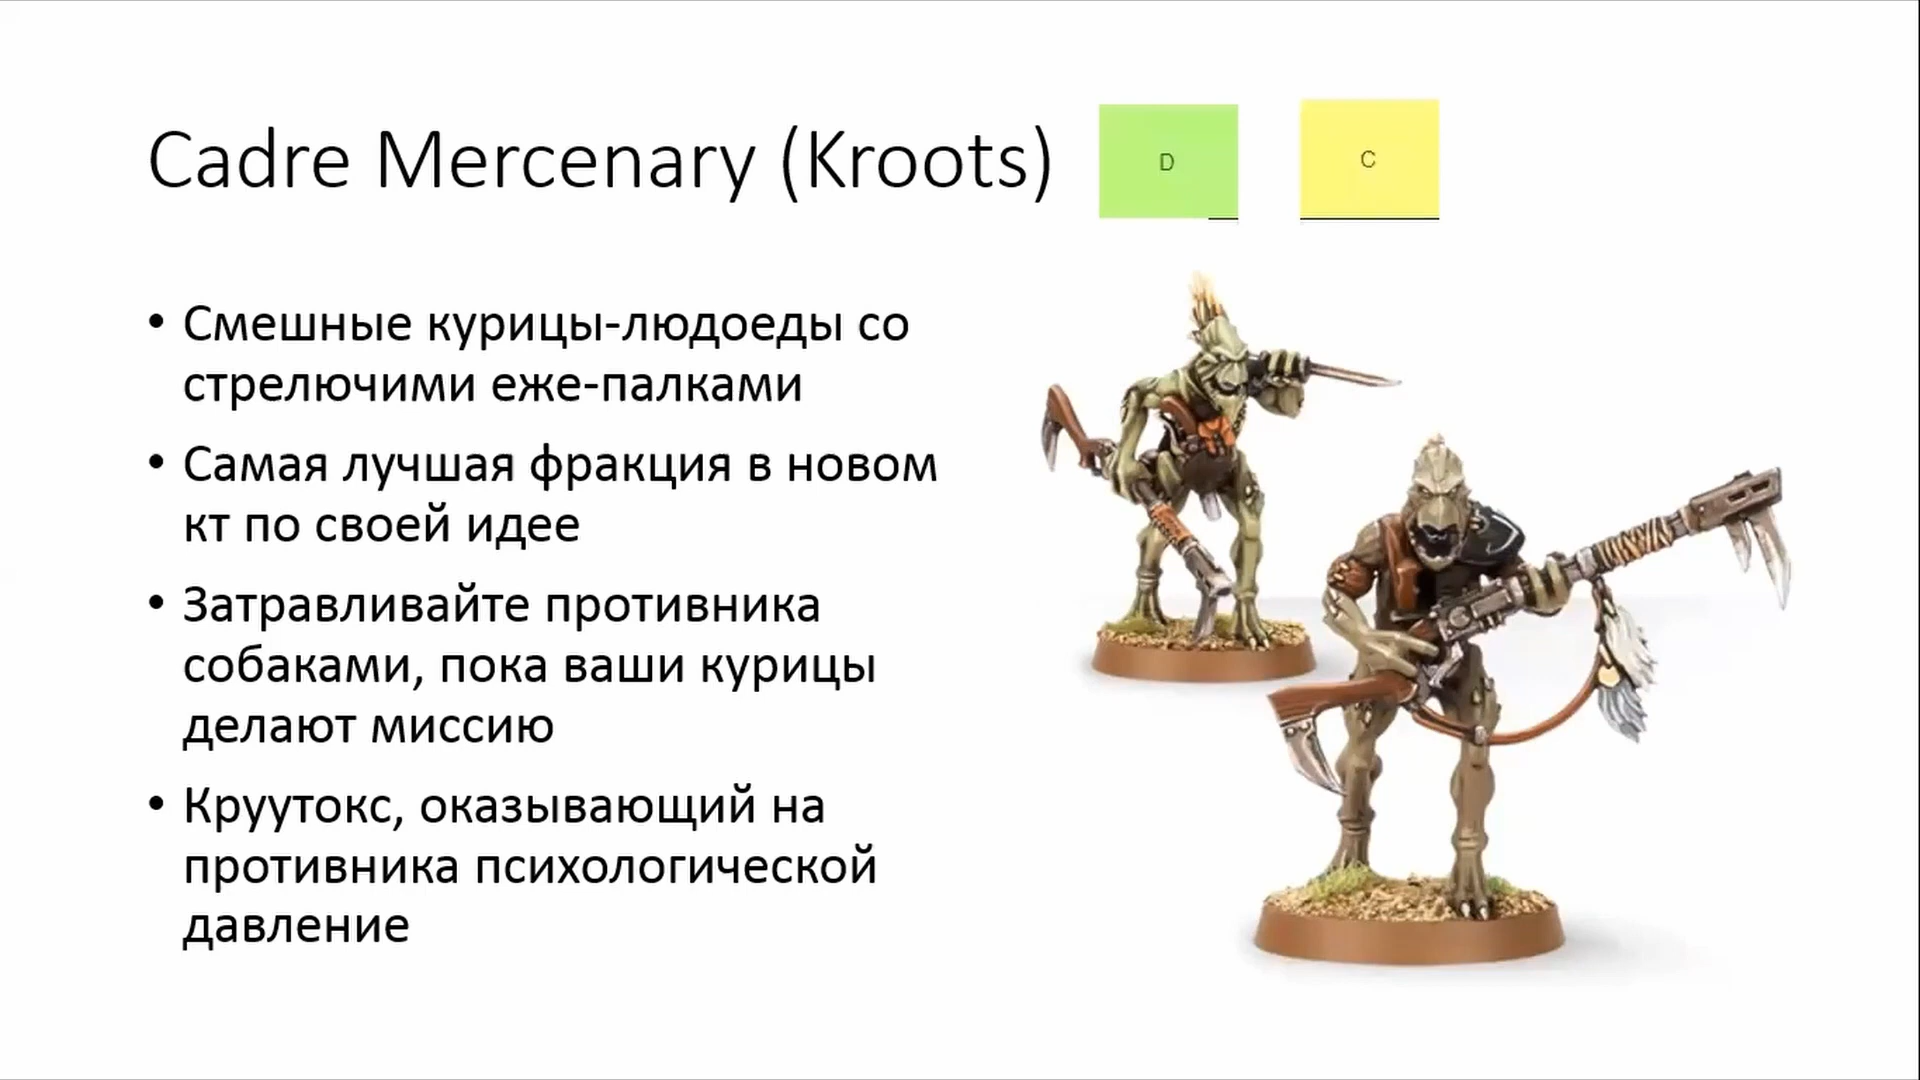 Cadre Mercenary (Kroots)
D
C
• Смешные курицы-людоеды со
стрелючими еже-палками
• Самая лучшая фракция в новом
кт по своей идее
• Затравливайте противника
собаками, пока ваши курицы
делают миссию
• Круутокс, оказывающий на
противника психологической
давление